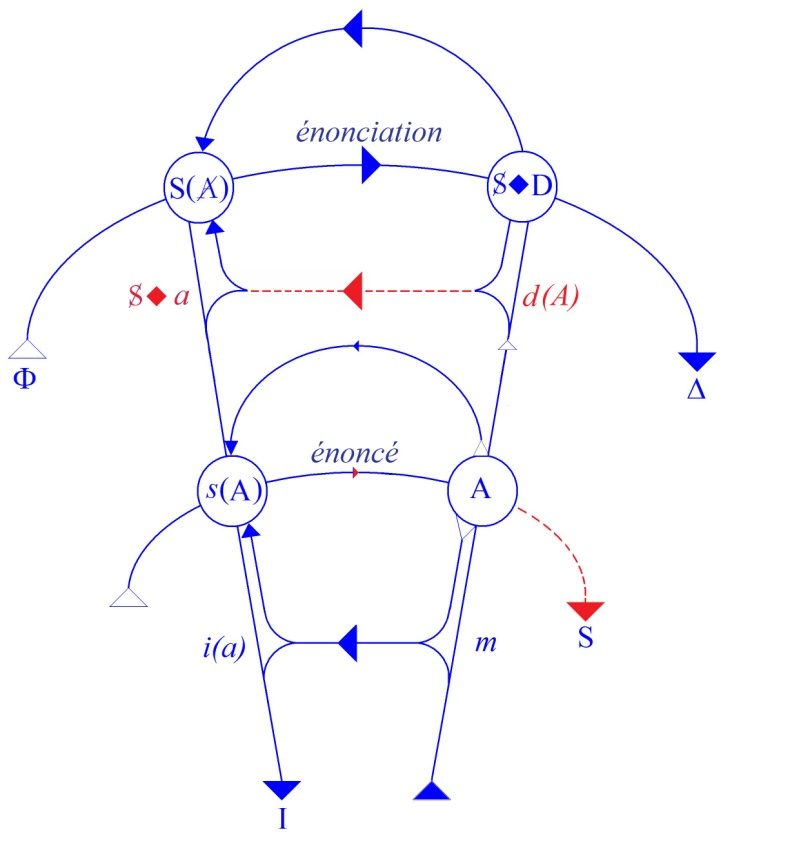 énonciation
S(Ⱥ)
$◆D
$◆ a
d(A)
Φ
Δ
énoncé
s(A)
A
S
i(a)
m
I